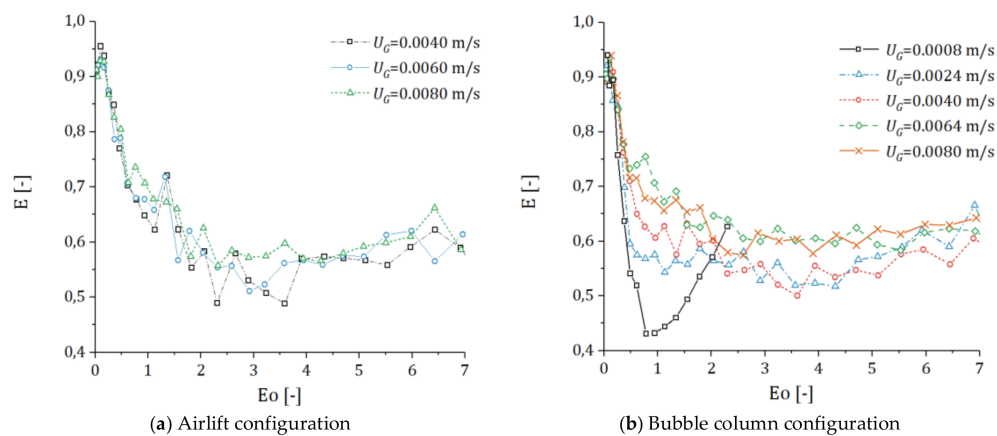 1,0
0,9
0,8
0,7
0,6
0,5
0,4
E [-]
0 1 2 3 4 5 6 7
Eo [-]
U_G=0.0040 m/s
U_G=0.0060 m/s
U_G=0.0080 m/s
(a) Airlift configuration
1,0
0,9
0,8
0,7
0,6
0,5
0,4
E [-]
0 1 2 3 4 5 6 7
Eo [-]
U_G=0.0008 m/s
U_G=0.0024 m/s
U_G=0.0040 m/s
U_G=0.0064 m/s
U_G=0.0080 m/s
(b) Bubble column configuration